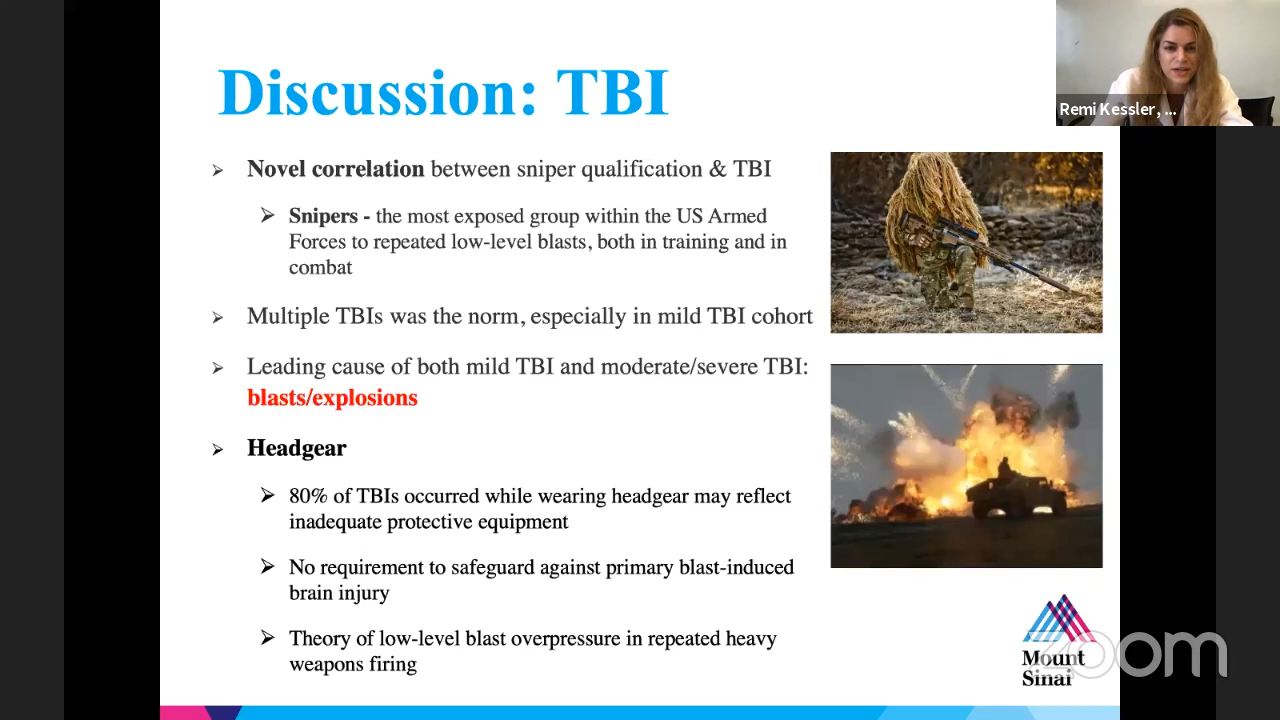 Remi Kessler, ...
Discussion: TBI
Novel correlation between sniper qualification & TBI
Snipers - the most exposed group within the US Armed
Forces to repeated low-level blasts, both in training and in
combat
Multiple TBIs was the norm, especially in mild TBI cohort
Leading cause of both mild TBI and moderate/severe TBI:
blasts/explosions
Headgear
80% of TBIs occurred while wearing headgear may reflect
inadequate protective equipment
No requirement to safeguard against primary blast-induced
brain injury
Theory of low-level blast overpressure in repeated heavy
weapons firing
Mount
Sinai
zoom